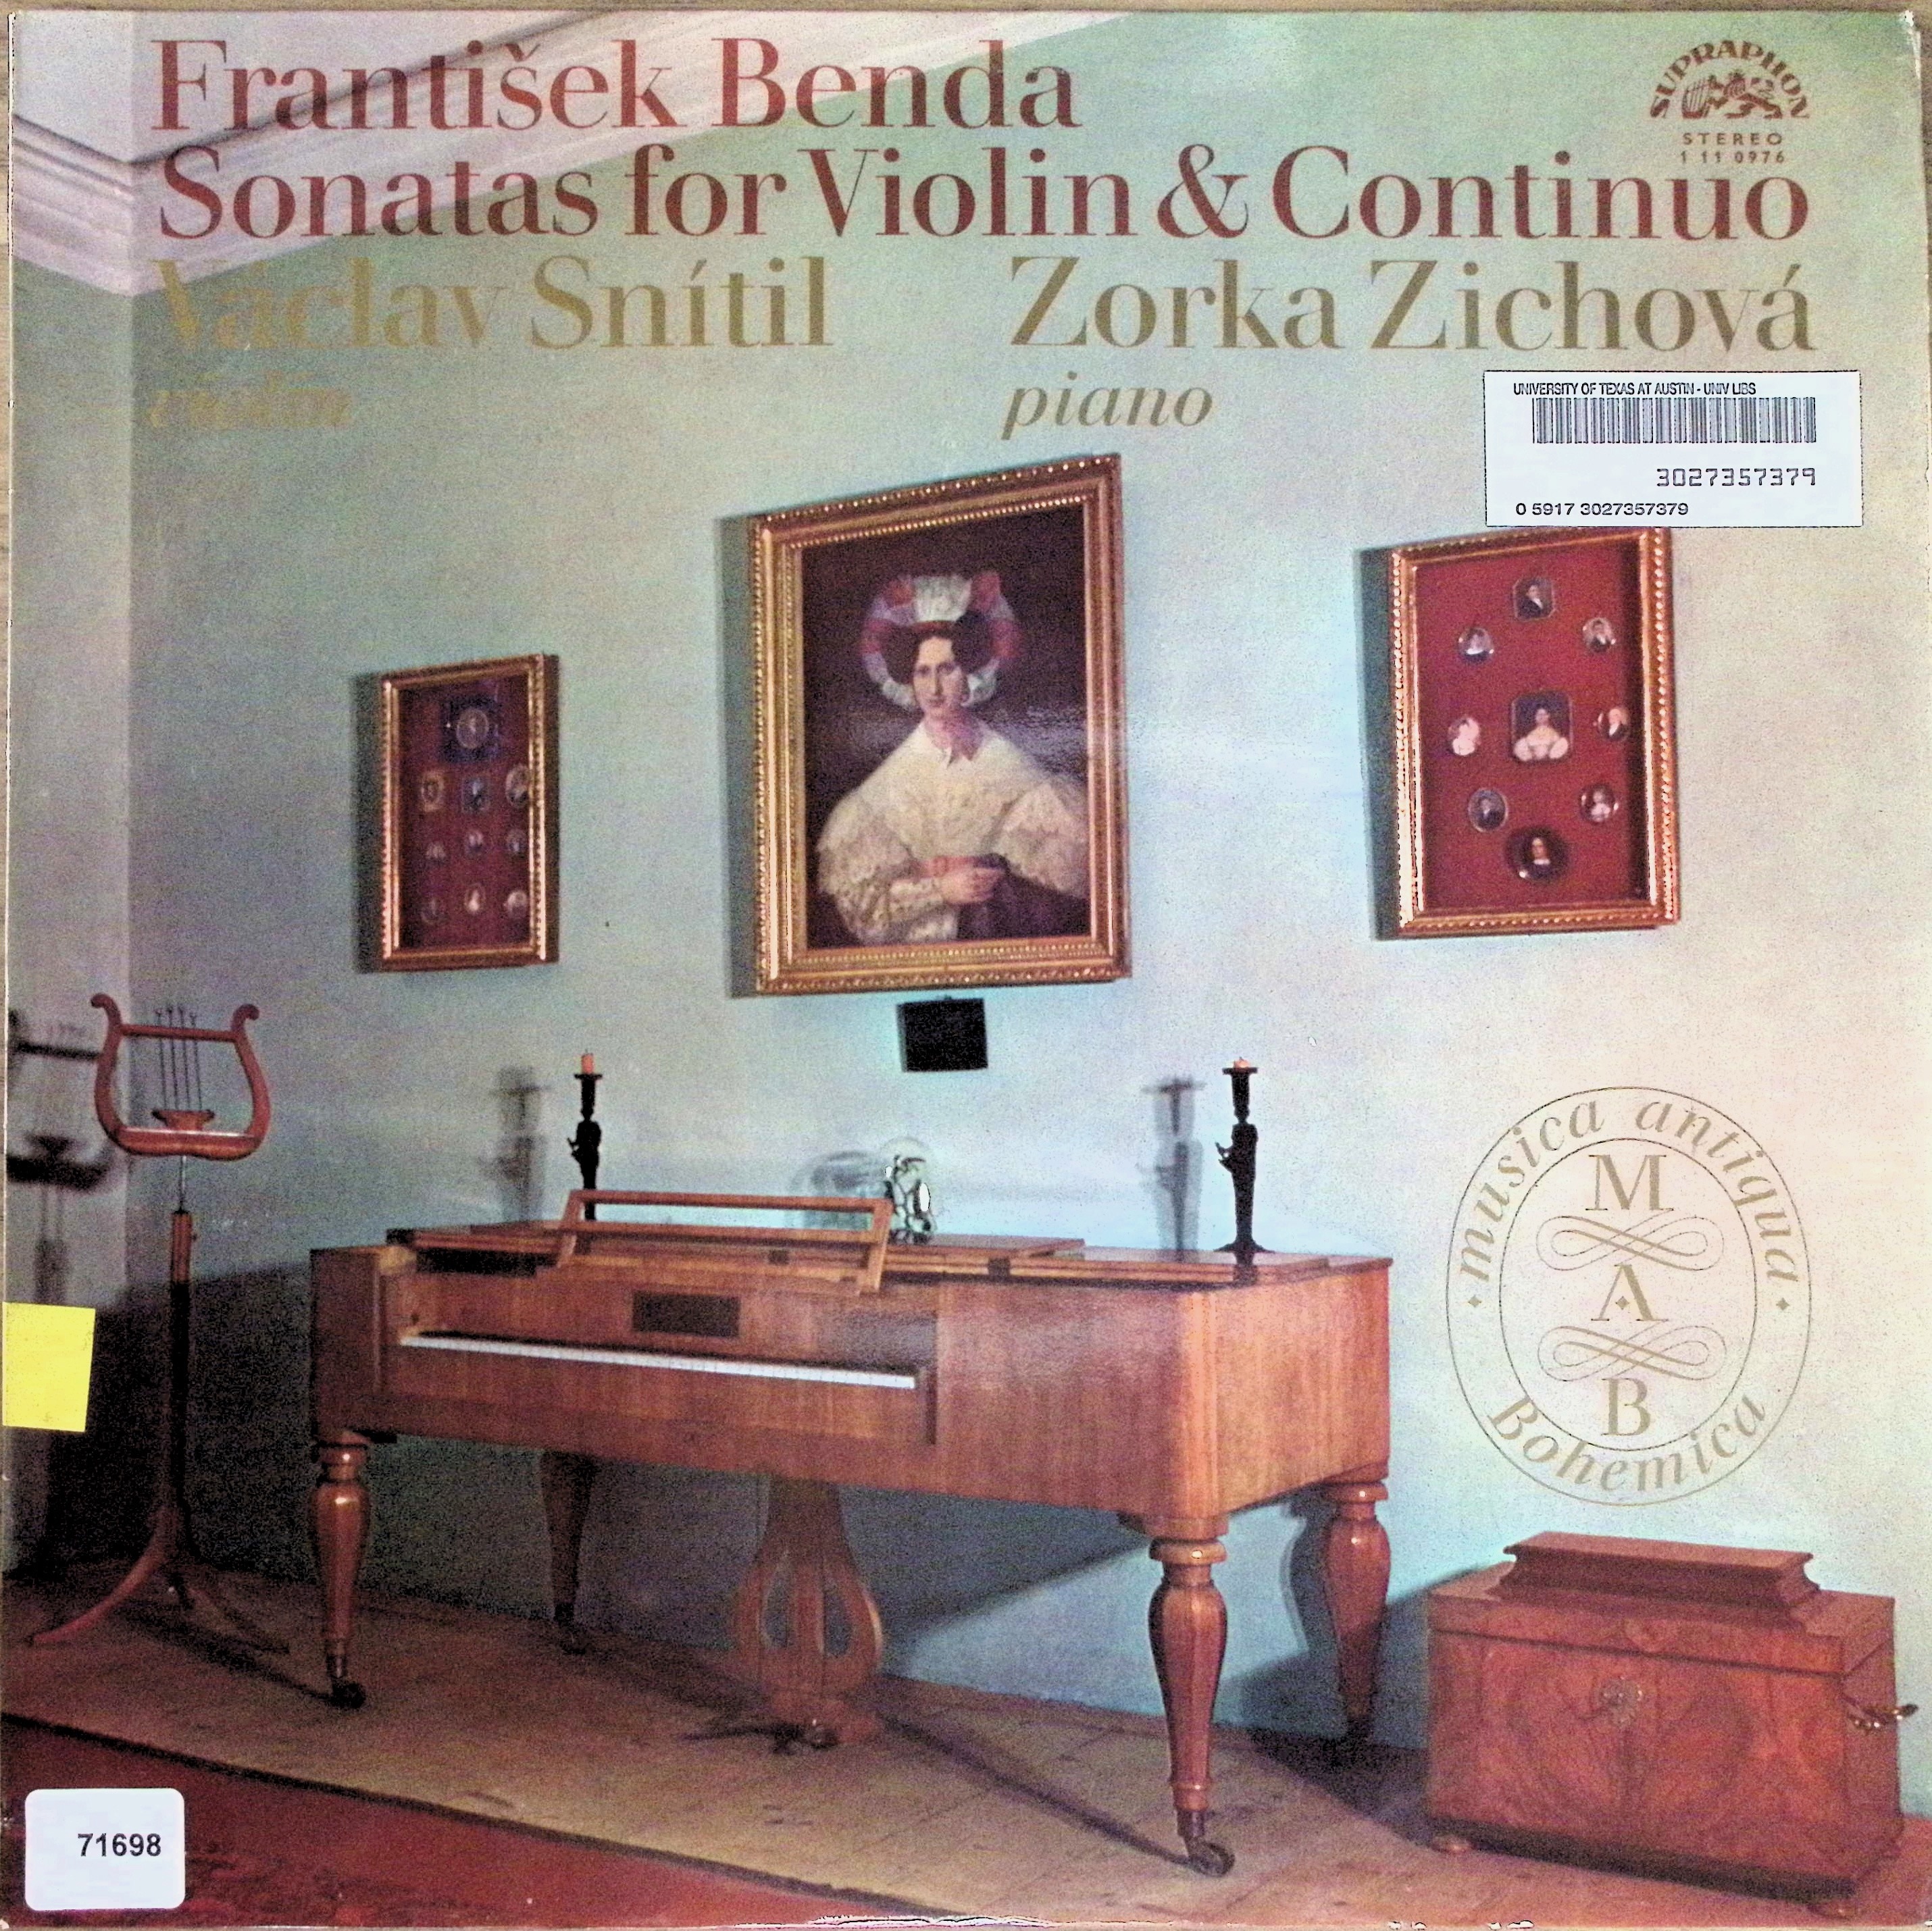 František Benda
SUPRAPHON
STEREO
1 11 0976
Sonatas for Violin & Continuo
Václav Snítil Zorka Zichová
violin piano
UNIVERSITY OF TEXAS AT AUSTIN - UNIV LIBS
3027357379
0 5917 3027357379
musica antiqua
M
A
B
Bohemica
71698